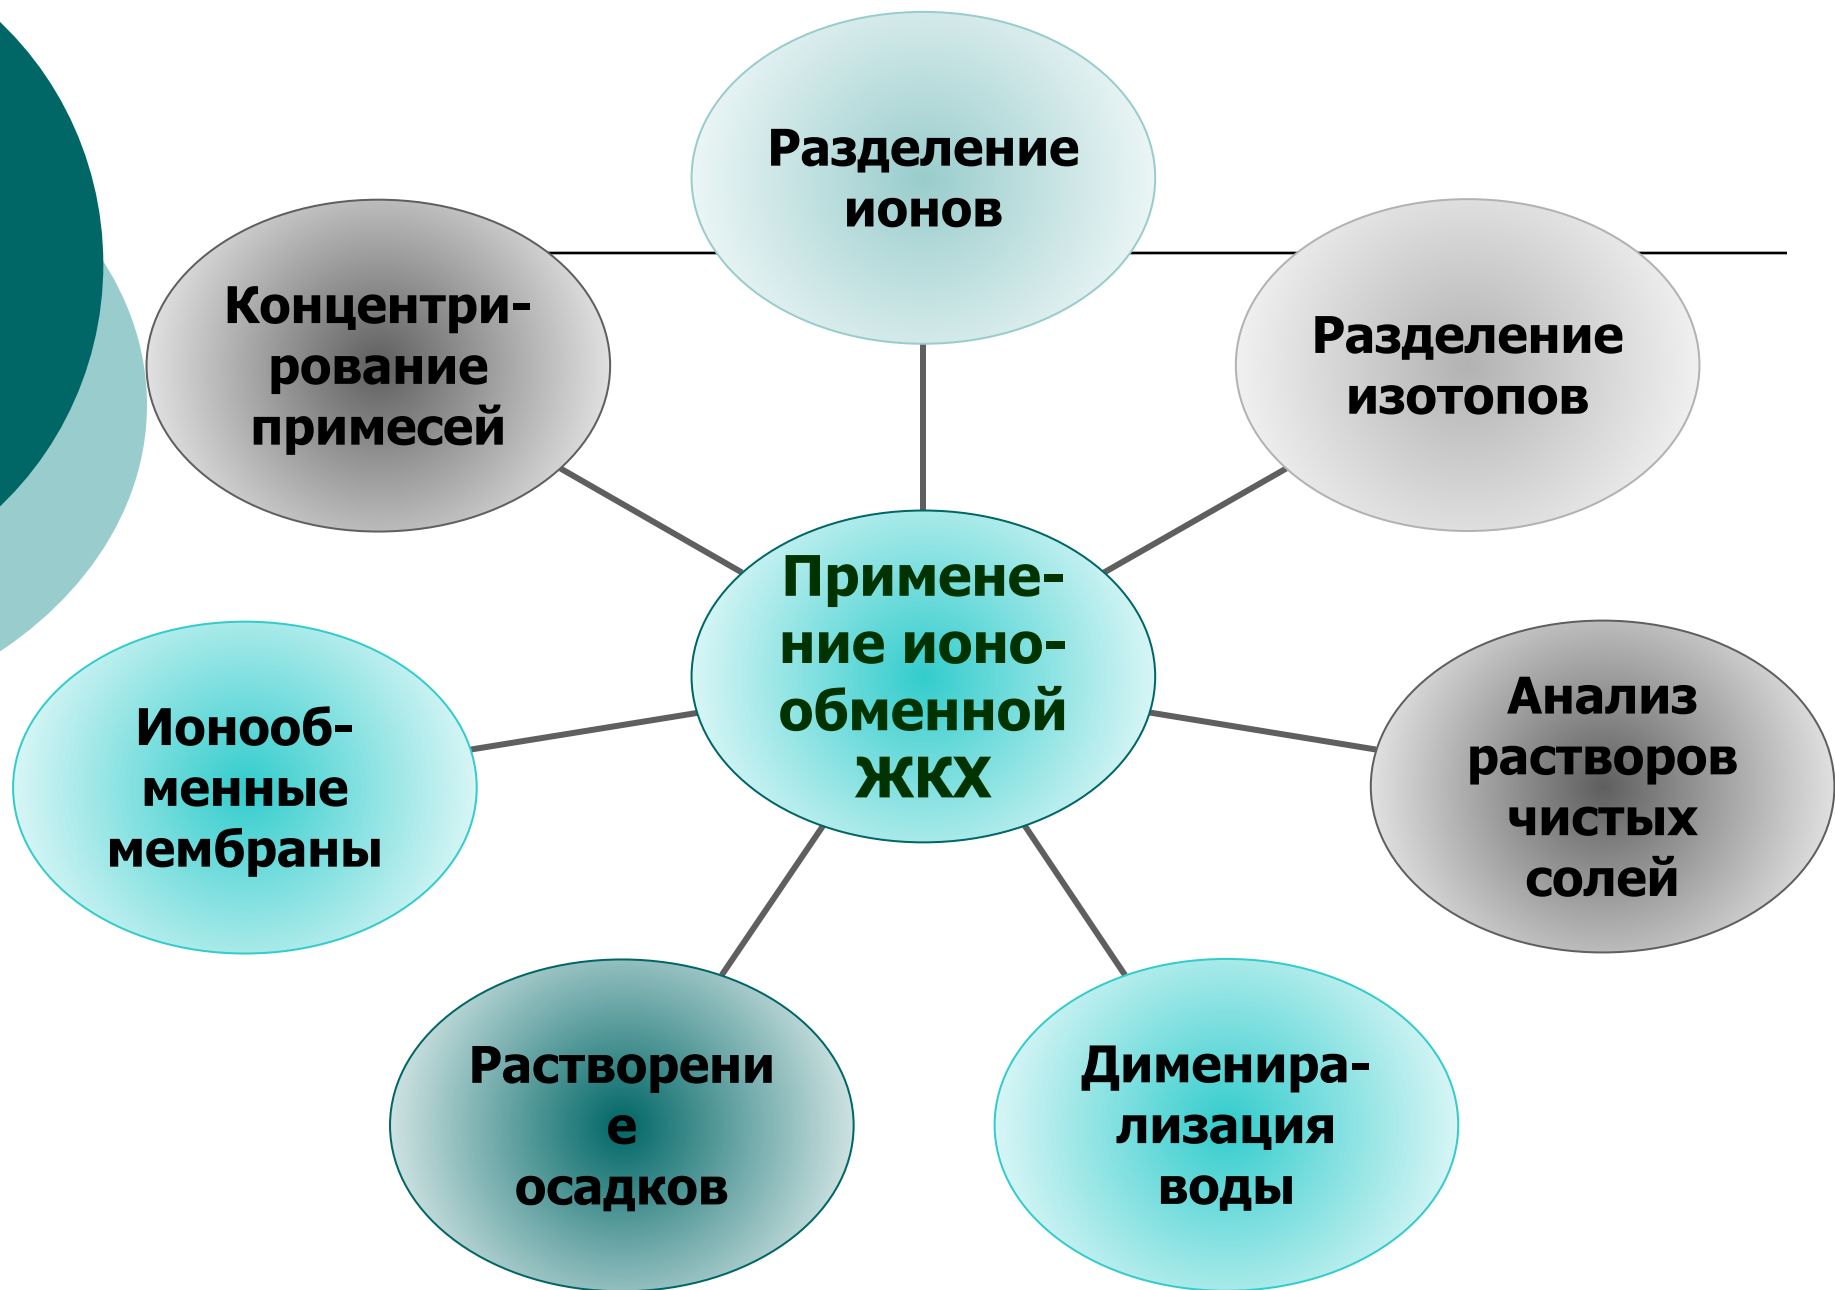 Разделение
ионов
Концентри-
рование
примесей
Разделение
изотопов
Примене-
ние ионо-
обменной
ЖКХ
Ионооб-
менные
мембраны
Анализ
растворов
чистых
солей
Растворени
е
осадков
Дименира-
лизация
воды